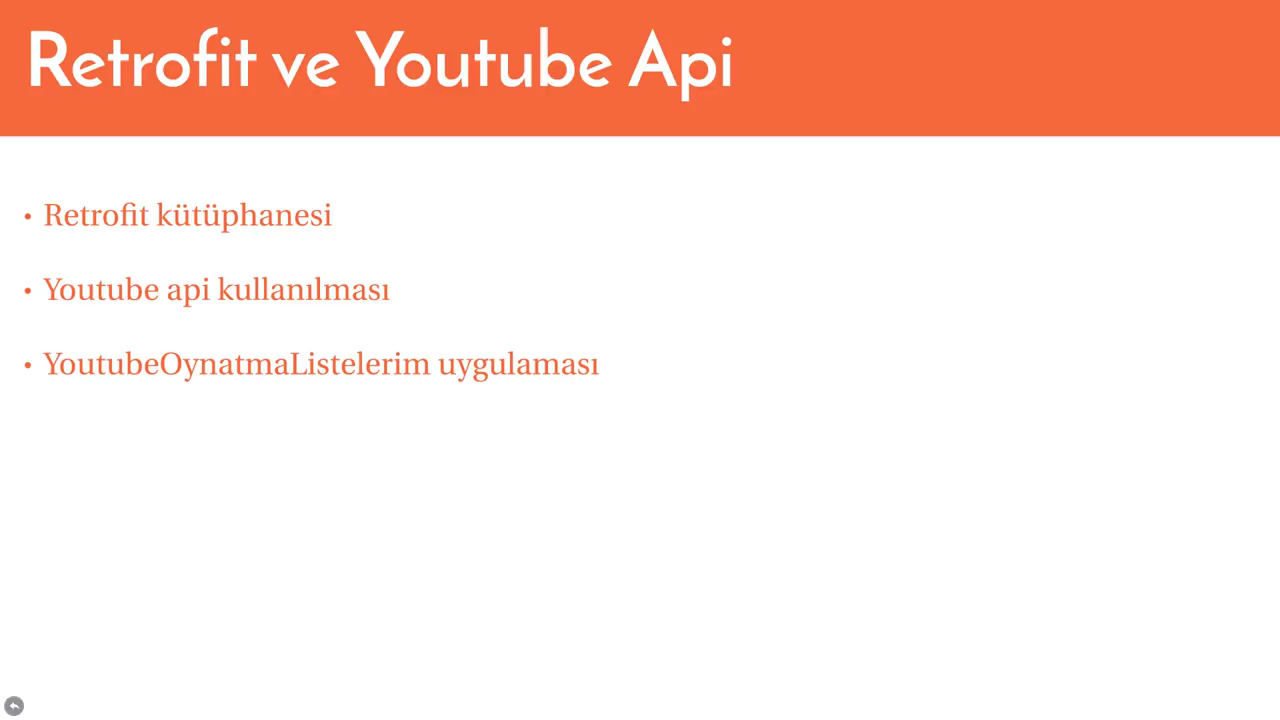 Retrofit ve Youtube Api
• Retrofit kütüphanesi
• Youtube api kullanılması
• YoutubeOynatmaListelerim uygulaması